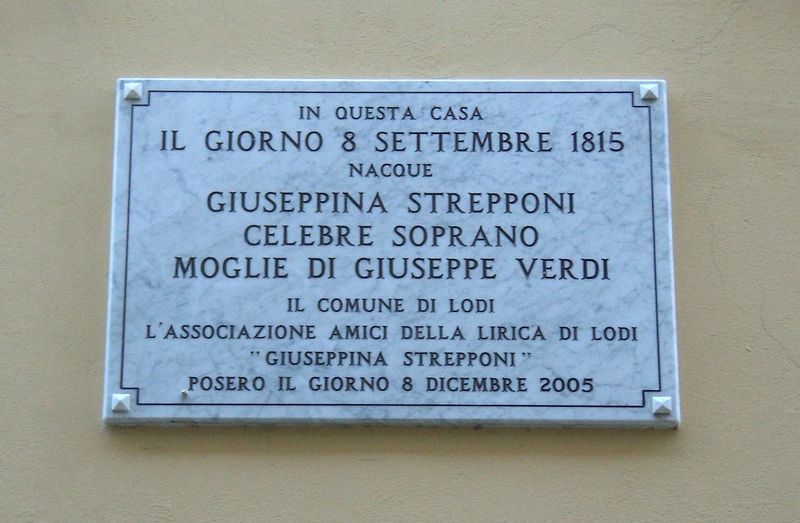 IN QUESTA CASA
IL GIORNO 8 SETTEMBRE 1815
NACQUE
GIUSEPPINA STREPPONI
CELEBRE SOPRANO
MOGLIE DI GIUSEPPE VERDI
IL COMUNE DI LODI
L'ASSOCIAZIONE AMICI DELLA LIRICA DI LODI
"GIUSEPPINA STREPPONI"
POSERO IL GIORNO 8 DICEMBRE 2005